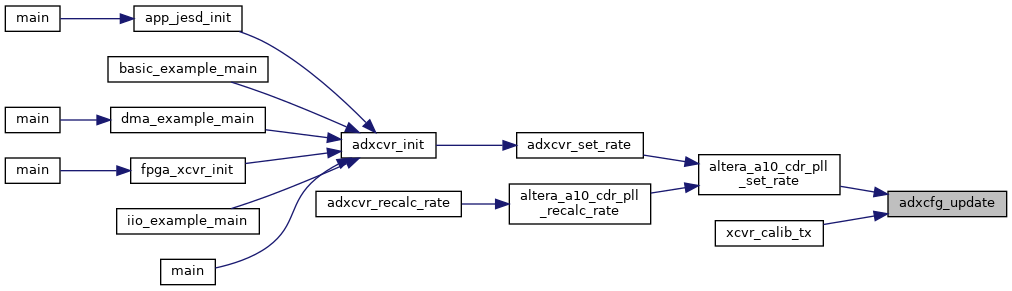 main
app_jesd_init
basic_example_main
main
dma_example_main
adxcvr_init
adxcvr_set_rate
main
fpga_xcvr_init
altera_a10_cdr_pll
_set_rate
adxcvr_recalc_rate
altera_a10_cdr_pll
_recalc_rate
adxcfg_update
iio_example_main
xcvr_calib_tx
main